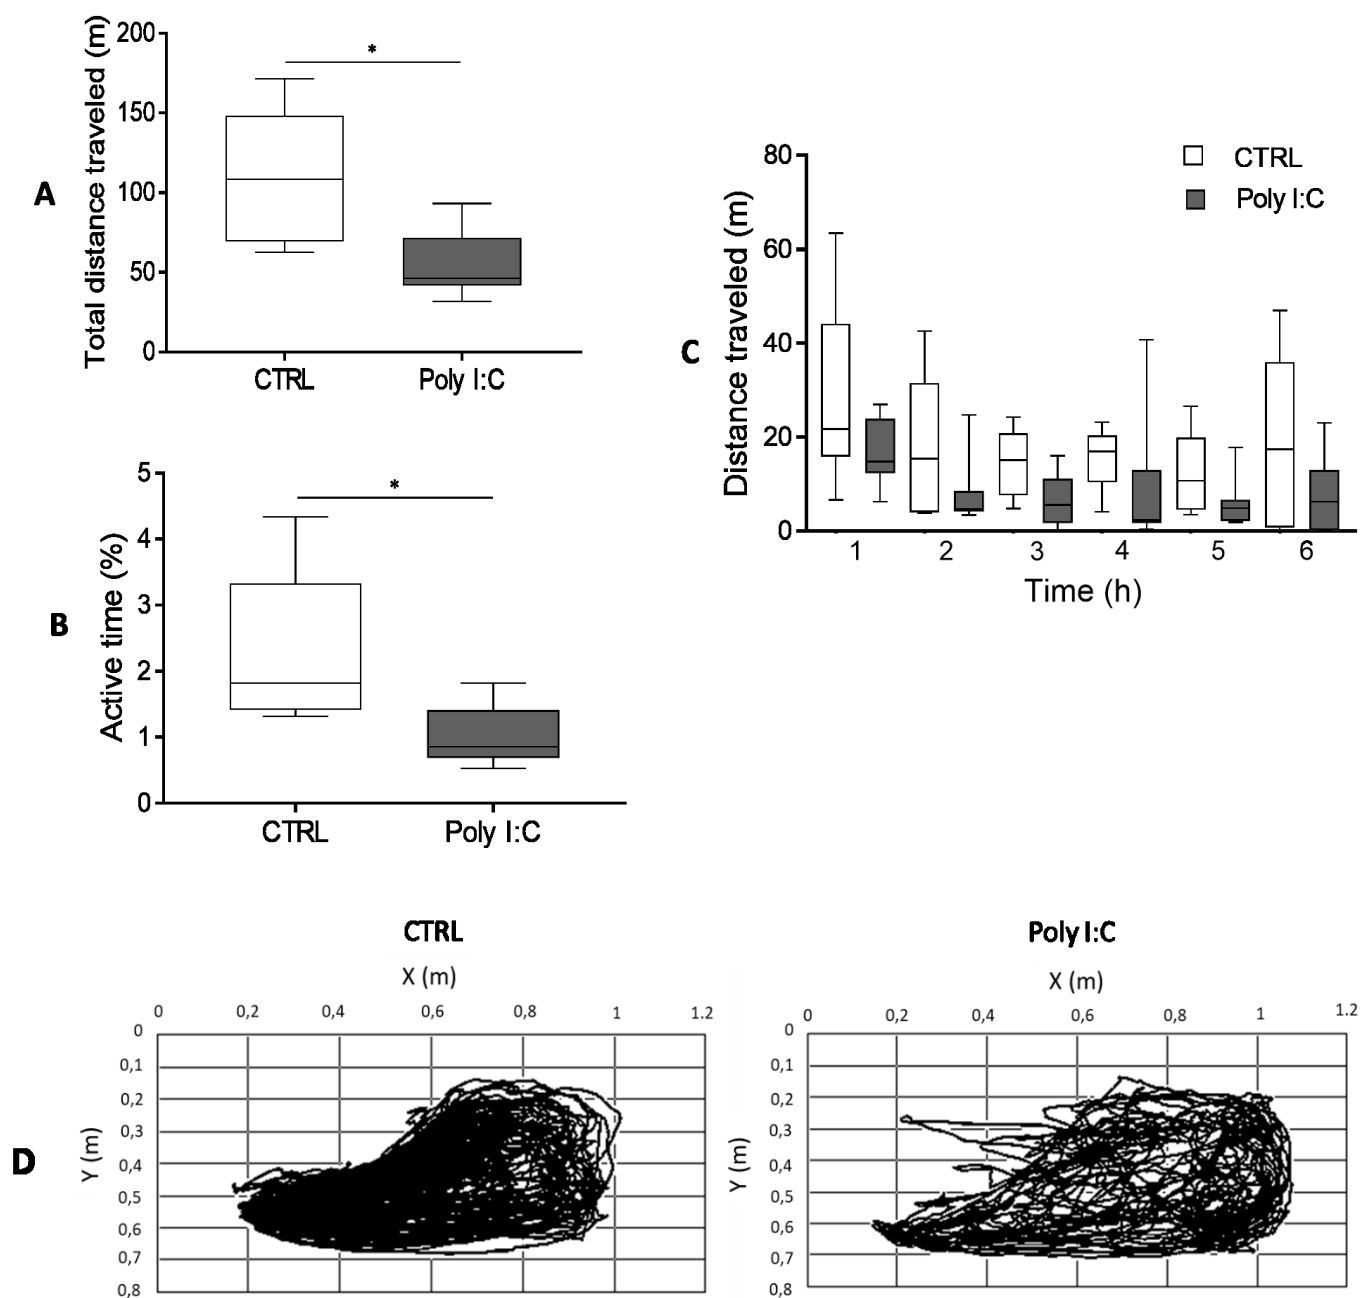 A
Total distance traveled (m)
200
150
100
50
0
*
CTRL
Poly I:C
B
Active time (%)
5
4
3
2
1
0
*
CTRL
Poly I:C
C
Distance traveled (m)
80
60
40
20
0
CTRL
Poly I:C
1 2 3 4 5 6
Time (h)
D
CTRL
X (m)
0 0,2 0,4 0,6 0,8 1 1.2
Y (m)
0
0,1
0,2
0,3
0,4
0,5
0,6
0,7
0,8
Poly I:C
X (m)
0 0,2 0,4 0,6 0,8 1 1.2
Y (m)
0
0,1
0,2
0,3
0,4
0,5
0,6
0,7
0,8